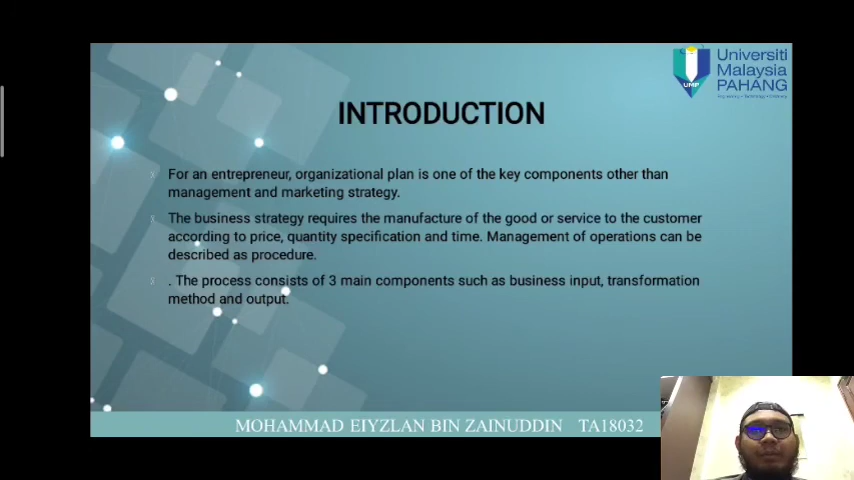 Universiti
Malaysia
PAHANG
UMP
INTRODUCTION
For an entrepreneur, organizational plan is one of the key components other than
management and marketing strategy.
The business strategy requires the manufacture of the good or service to the customer
according to price, quantity specification and time. Management of operations can be
described as procedure.
. The process consists of 3 main components such as business input, transformation
method and output.
MOHAMMAD EIYZLAN BIN ZAINUDDIN TA18032